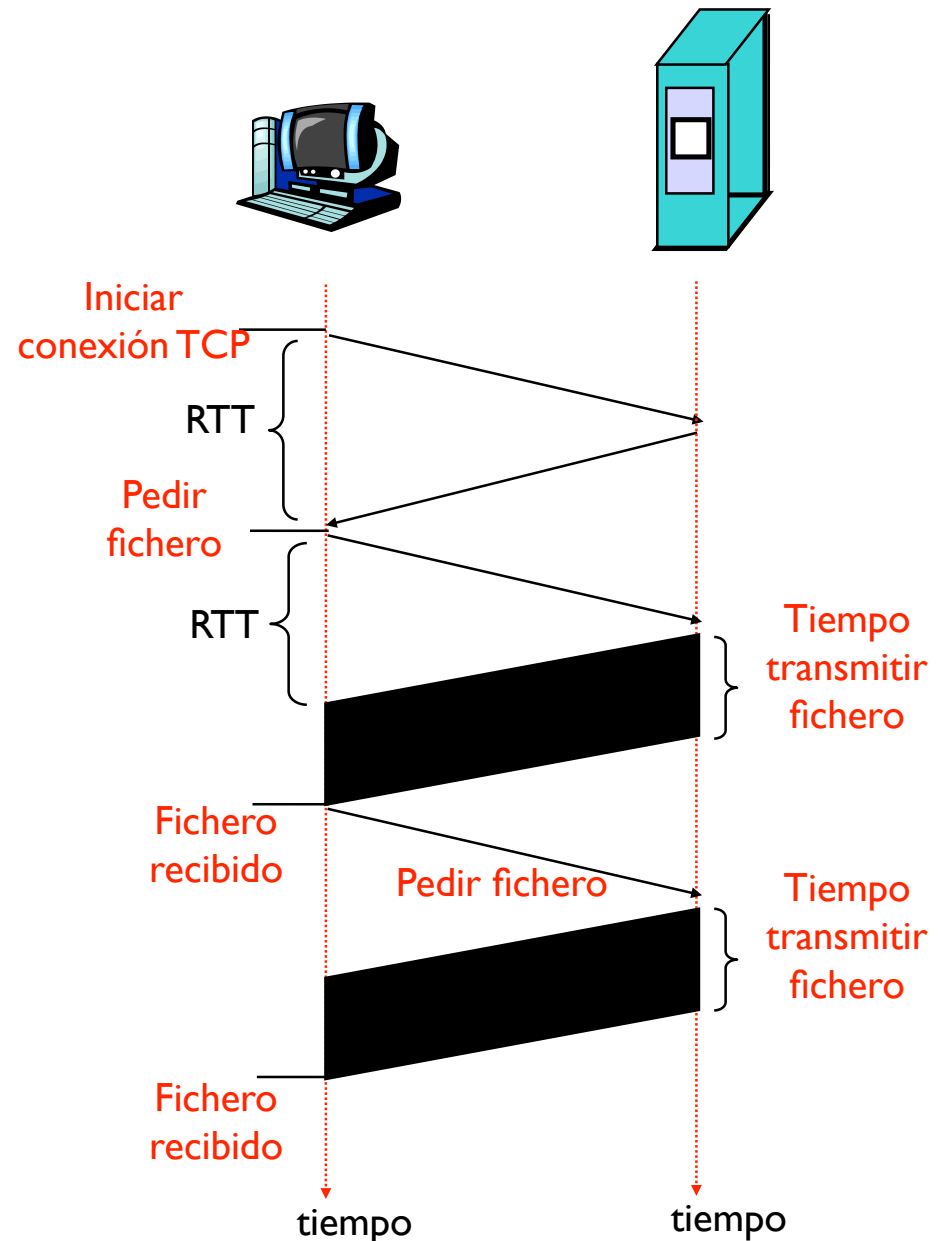 Iniciar
conexión TCP
RTT
Pedir
fichero
RTT
Tiempo
transmitir
fichero
Fichero
recibido
Pedir fichero
Tiempo
transmitir
fichero
Fichero
recibido
tiempo
tiempo